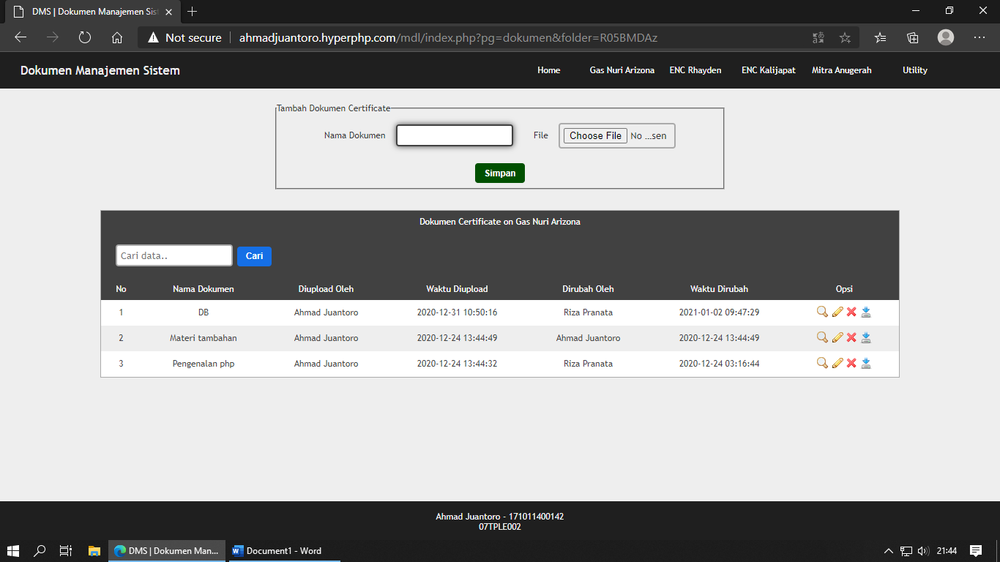 DMS | Dokumen Manajemen Sis
Not secure ahmadjuantoro.hyperphp.com/mdl/index.php?pg=dokumen&folder=R05BMDAz
Dokumen Manajemen Sistem Home Gas Nuri Arizona ENC Rhayden ENC Kalijapat Mitra Anugerah Utility
Tambah Dokumen Certificate
Nama Dokumen File Choose File No ...sen
Simpan
Dokumen Certificate on Gas Nuri Arizona
Cari data.. Cari
No Nama Dokumen Diupload Oleh Waktu Diupload Dirubah Oleh Waktu Dirubah Opsi
1 DB Ahmad Juantoro 2020-12-31 10:50:16 Riza Pranata 2021-01-02 09:47:29
2 Materi tambahan Ahmad Juantoro 2020-12-24 13:44:49 Ahmad Juantoro 2020-12-24 13:44:49
3 Pengenalan php Ahmad Juantoro 2020-12-24 13:44:32 Riza Pranata 2020-12-24 03:16:44
Ahmad Juantoro - 171011400142
07TPLE002
DMS | Dokumen Man... Document1 - Word 21:44